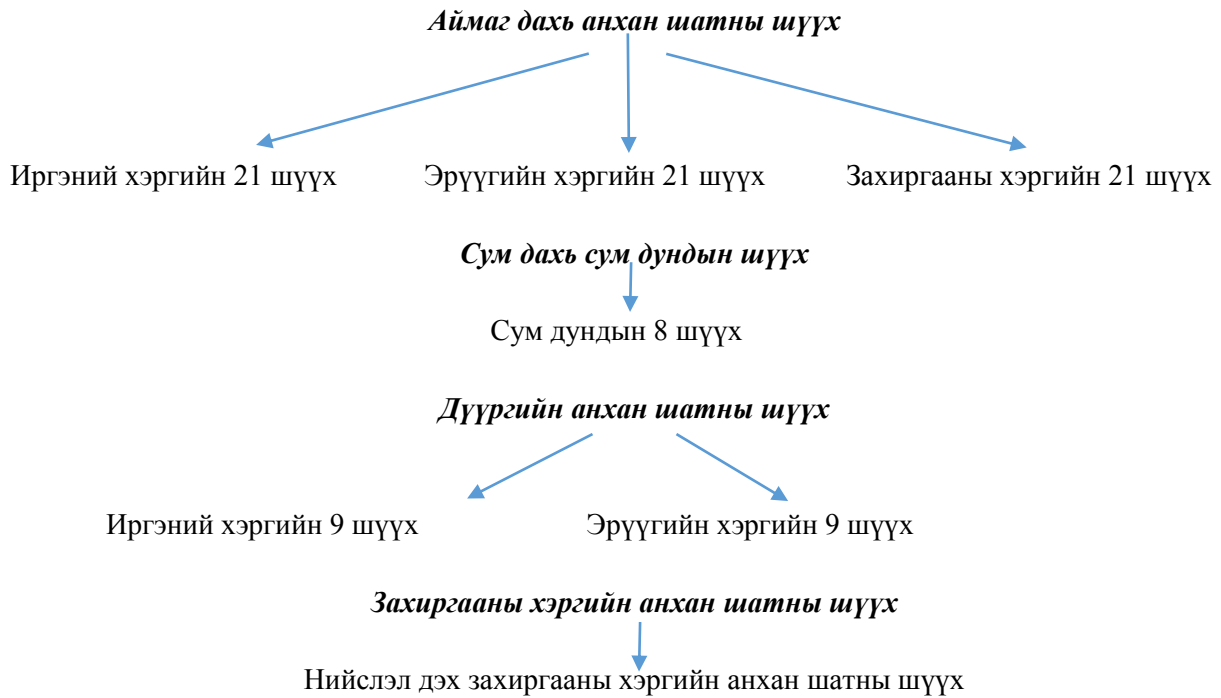 Аймаг дахь анхан шатны шүүх
Иргэний хэргийн 21 шүүх Эрүүгийн хэргийн 21 шүүх Захиргааны хэргийн 21 шүүх
Сум дахь сум дундын шүүх
Сум дундын 8 шүүх
Дүүргийн анхан шатны шүүх
Иргэний хэргийн 9 шүүх Эрүүгийн хэргийн 9 шүүх
Захиргааны хэргийн анхан шатны шүүх
Нийслэл дэх захиргааны хэргийн анхан шатны шүүх